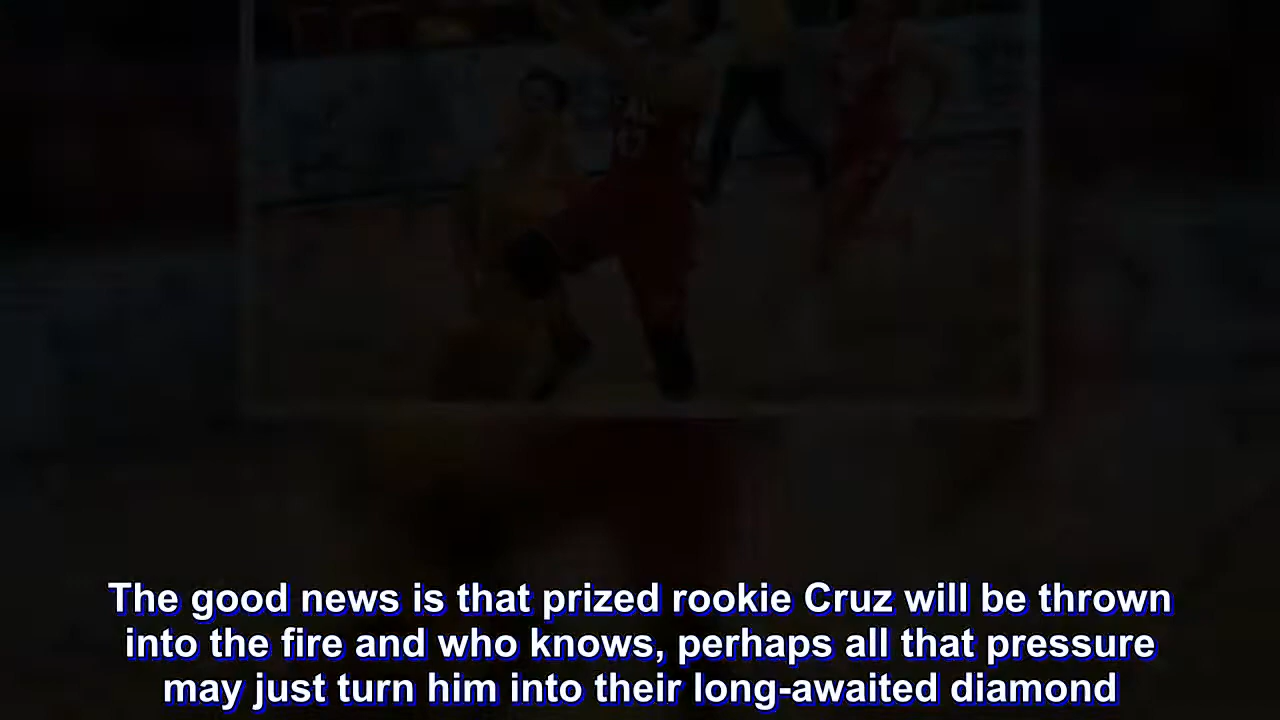 The good news is that prized rookie Cruz will be thrown
into the fire and who knows, perhaps all that pressure
may just turn him into their long-awaited diamond